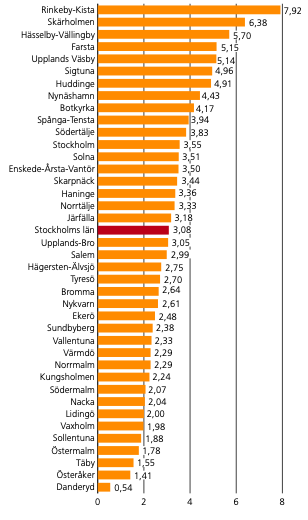 Rinkeby-Kista 7,92
Skärholmen 6,38
Hässelby-Vällingby 5,70
Farsta 5,15
Upplands Väsby 5,14
Sigtuna 4,96
Huddinge 4,91
Nynäshamn 4,43
Botkyrka 4,17
Spånga-Tensta 3,94
Södertälje 3,83
Stockholm 3,55
Solna 3,51
Enskede-Årsta-Vantör 3,50
Skarpnäck 3,44
Haninge 3,36
Norrtälje 3,33
Järfälla 3,18
Stockholms län 3,08
Upplands-Bro 3,05
Salem 2,99
Hägersten-Älvsjö 2,75
Tyresö 2,70
Bromma 2,64
Nykvarn 2,61
Ekerö 2,48
Sundbyberg 2,38
Vallentuna 2,33
Värmdö 2,29
Norrmalm 2,29
Kungsholmen 2,24
Södermalm 2,07
Nacka 2,04
Lidingö 2,00
Vaxholm 1,98
Sollentuna 1,88
Östermalm 1,78
Täby 1,55
Österåker 1,41
Danderyd 0,54
0 2 4 6 8